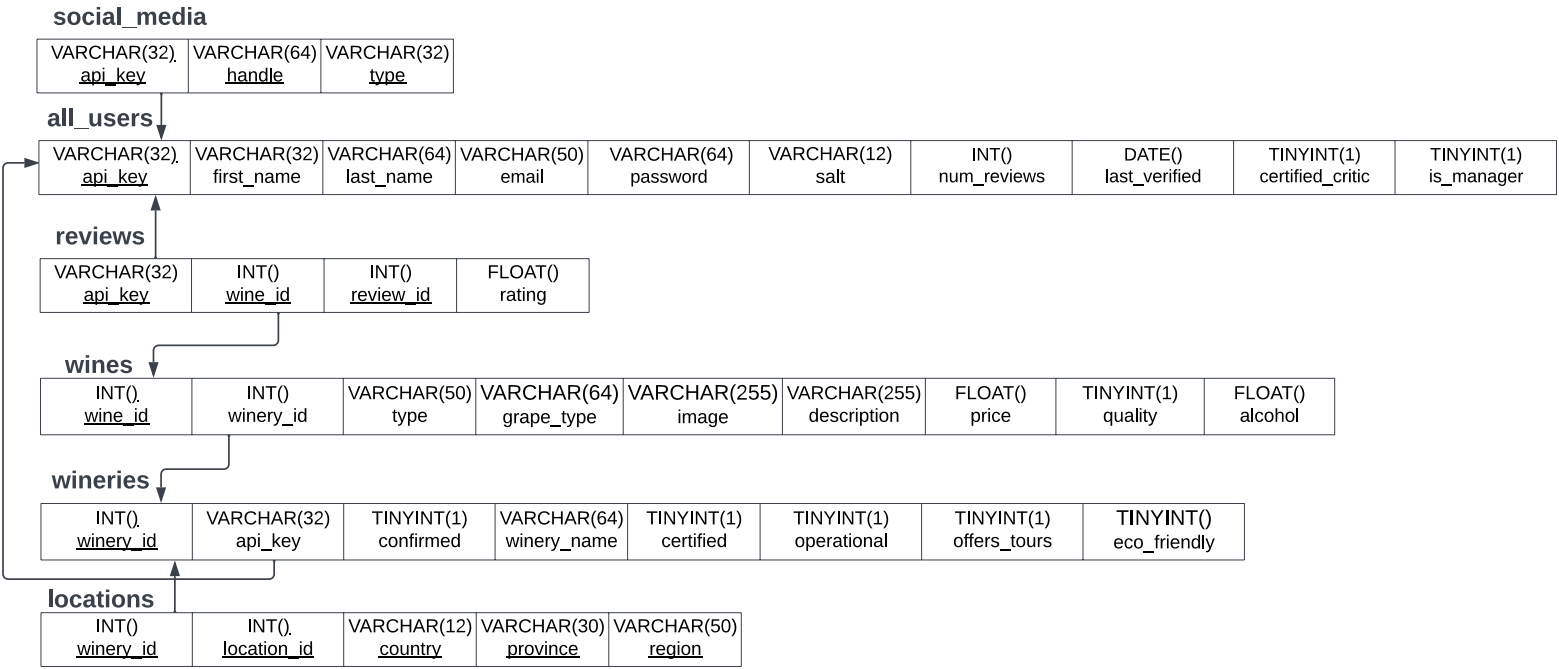 social_media
VARCHAR(32) VARCHAR(64) VARCHAR(32)
api_key handle type
all_users
VARCHAR(32) VARCHAR(32) VARCHAR(64) VARCHAR(50) VARCHAR(64) VARCHAR(12) INT() DATE() TINYINT(1) TINYINT(1)
api_key first_name last_name email password salt num_reviews last_verified certified_critic is_manager
reviews
VARCHAR(32) INT() INT() FLOAT()
api_key wine_id review_id rating
wines
INT() INT() VARCHAR(50) VARCHAR(64) VARCHAR(255) VARCHAR(255) FLOAT() TINYINT(1) FLOAT()
wine_id winery_id type grape_type image description price quality alcohol
wineries
INT() VARCHAR(32) TINYINT(1) VARCHAR(64) TINYINT(1) TINYINT(1) TINYINT(1) TINYINT()
winery_id api_key confirmed winery_name certified operational offers_tours eco_friendly
locations
INT() INT() VARCHAR(12) VARCHAR(30) VARCHAR(50)
winery_id location_id country province region